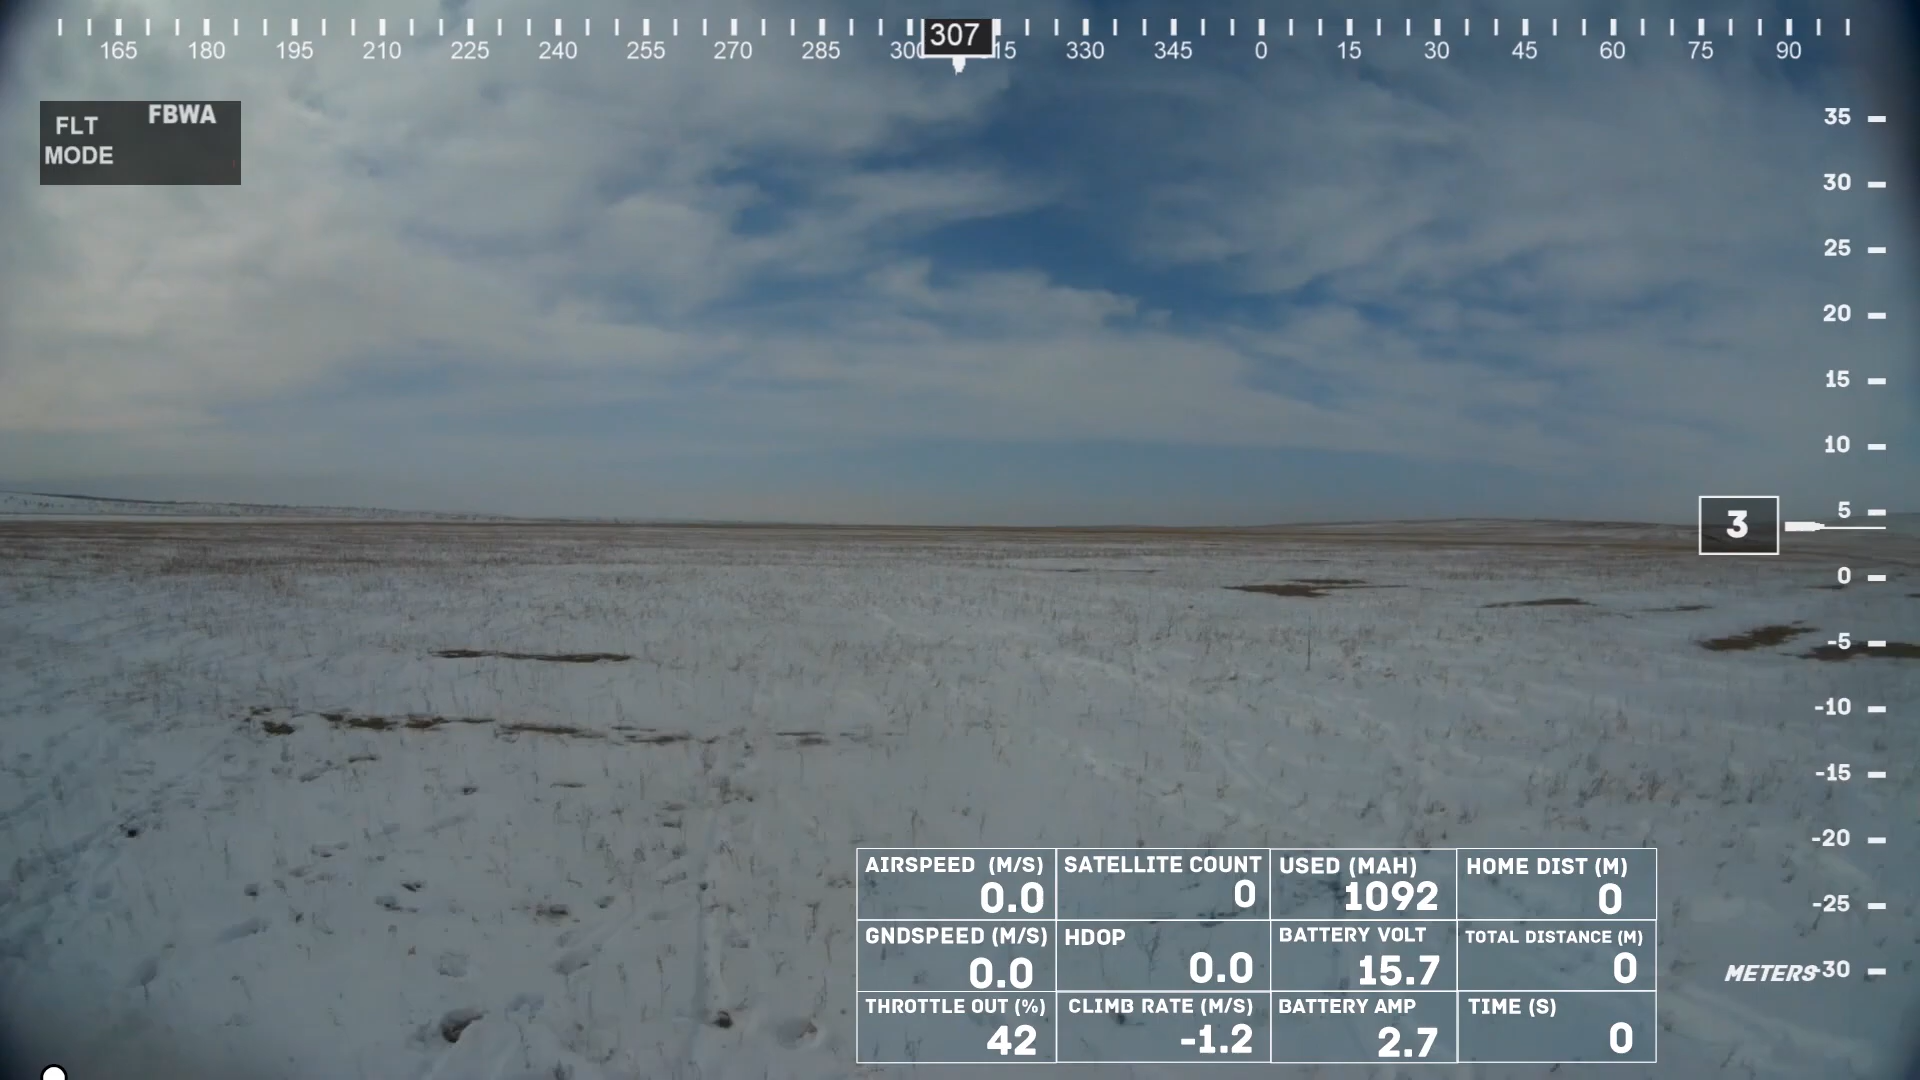 165 180 195 210 225 240 255 270 285 300 307 15 330 345 0 15 30 45 60 75 90
FLT MODE FBWA
35
30
25
20
15
10
5
3
0
-5
-10
-15
-20
-25
METERS -30
AIRSPEED (M/S) SATELLITE COUNT USED (MAH) HOME DIST (M)
0.0 0 1092 0
GNDSPEED (M/S) HDOP BATTERY VOLT TOTAL DISTANCE (M)
0.0 0.0 15.7 0
THROTTLE OUT (%) CLIMB RATE (M/S) BATTERY AMP TIME (S)
42 -1.2 2.7 0